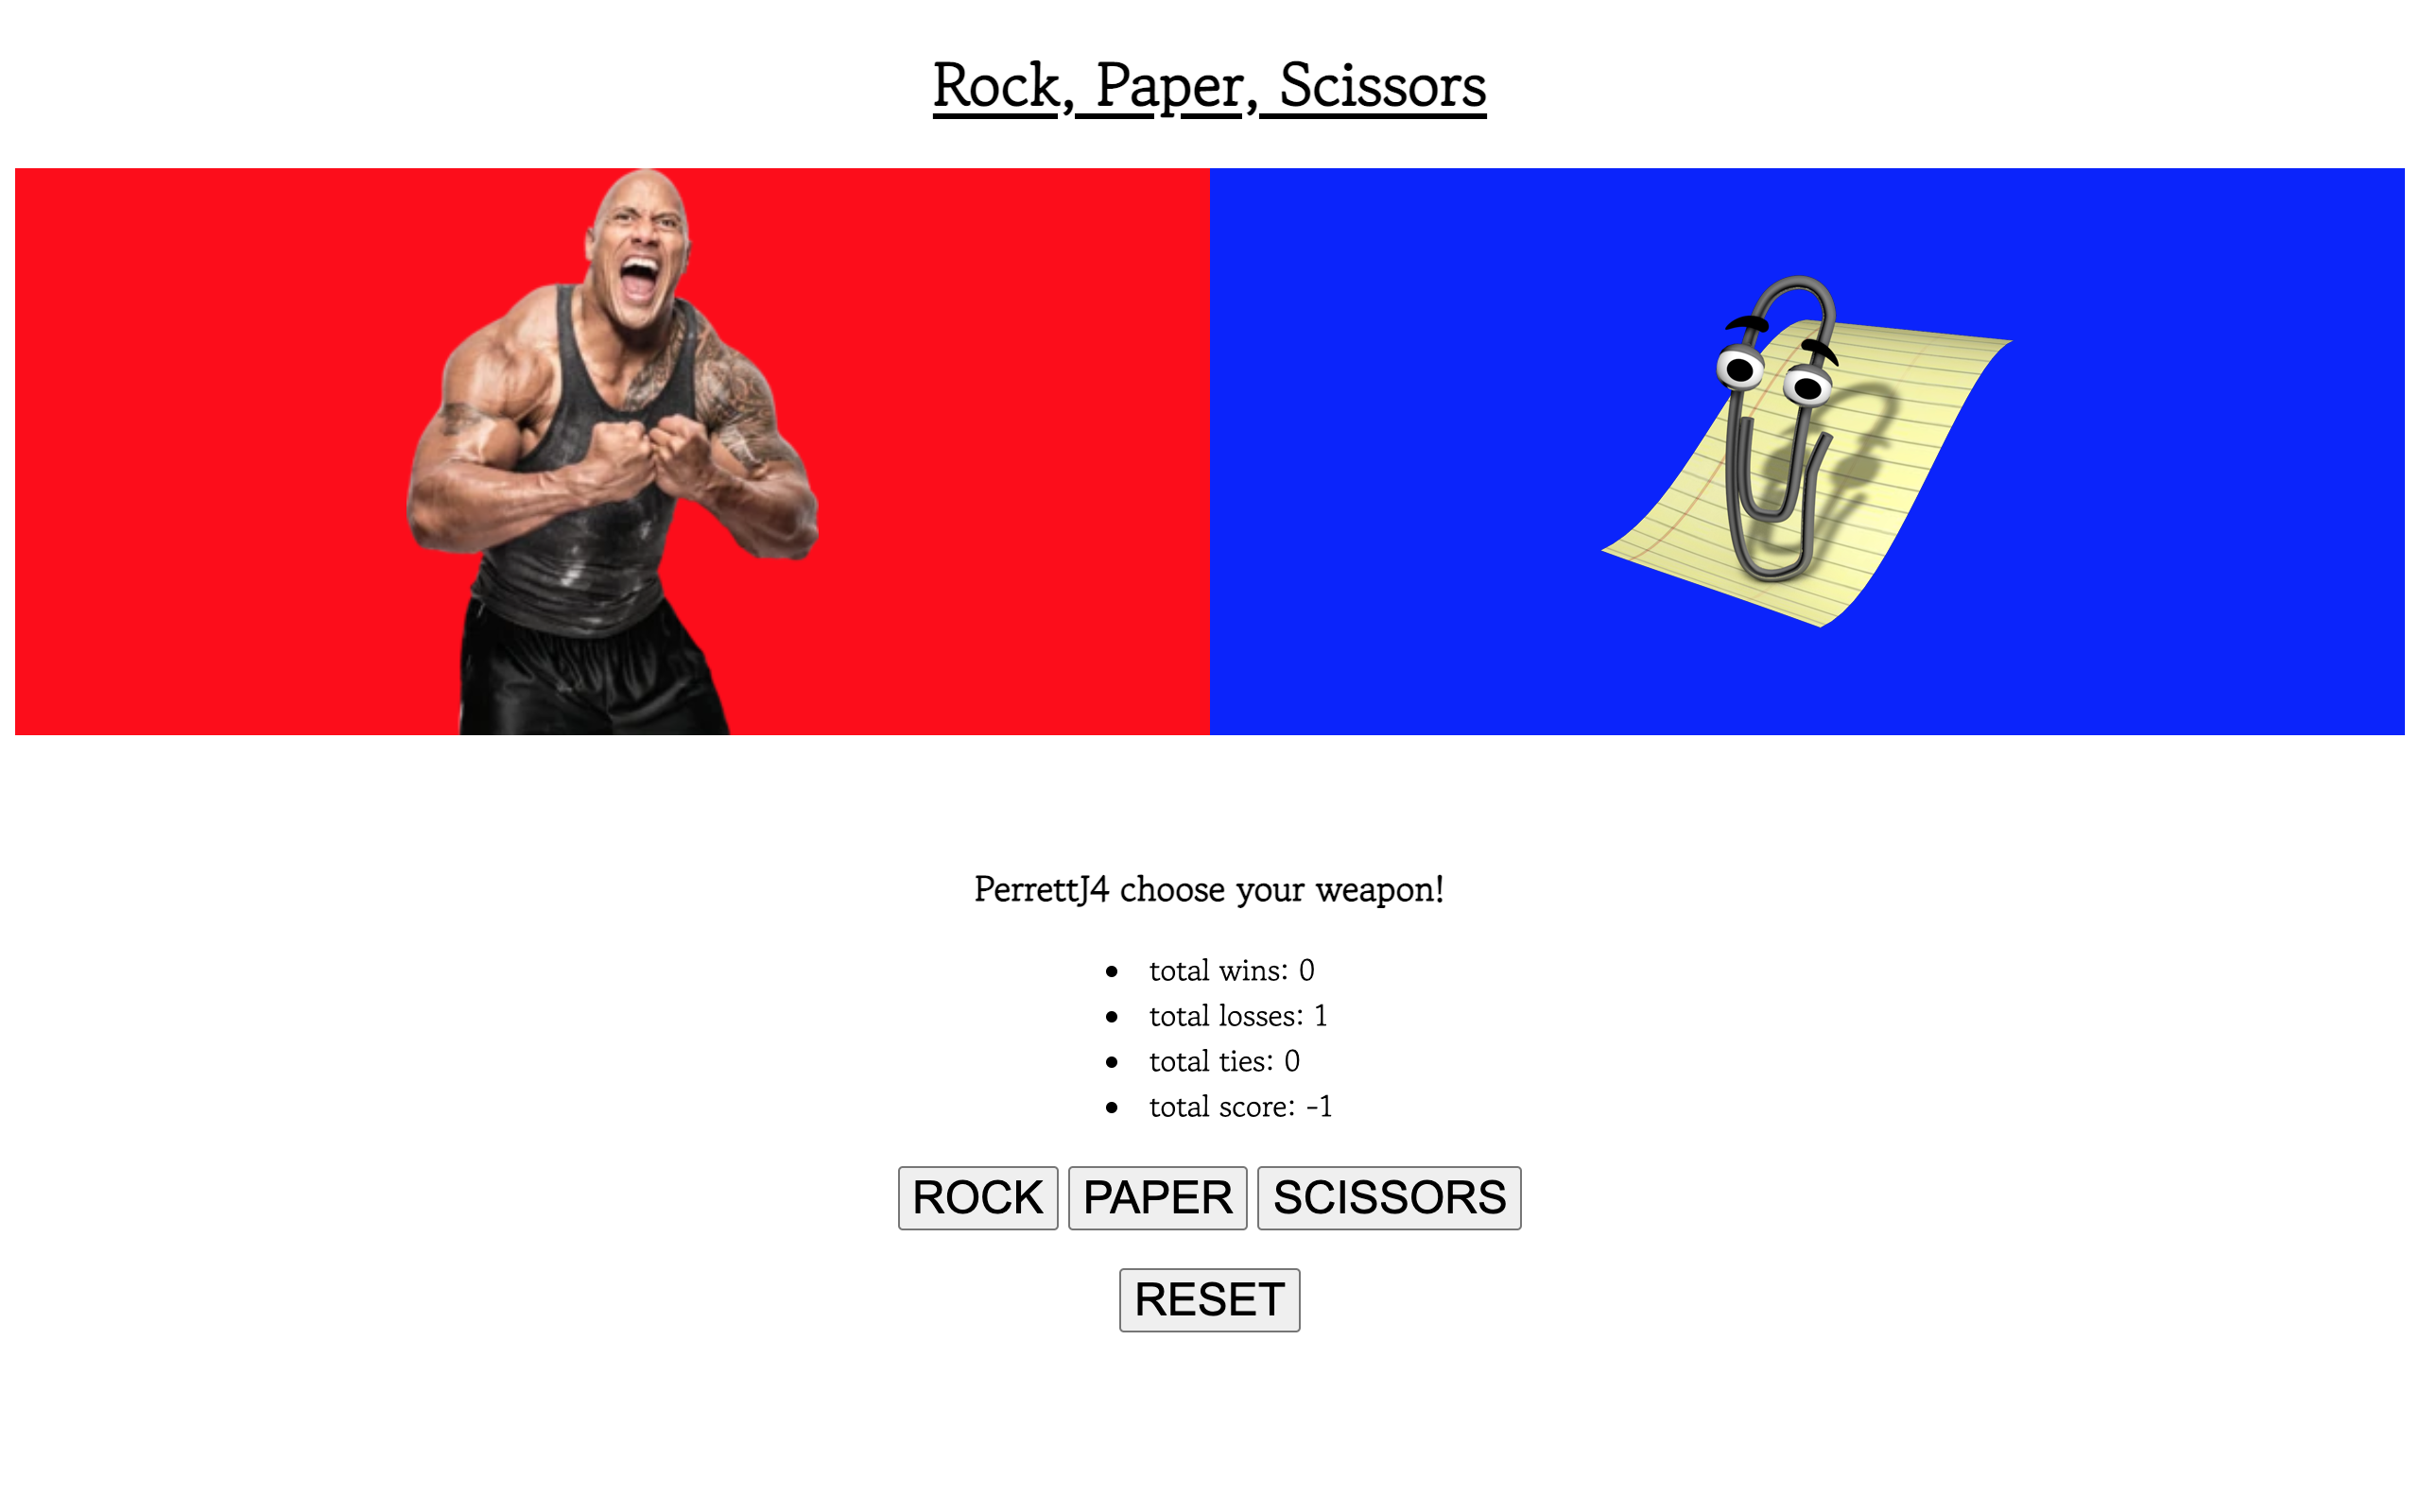 Rock, Paper, Scissors
PerrettJ4 choose your weapon!
total wins: 0
total losses: 1
total ties: 0
total score: -1
ROCK PAPER SCISSORS
RESET